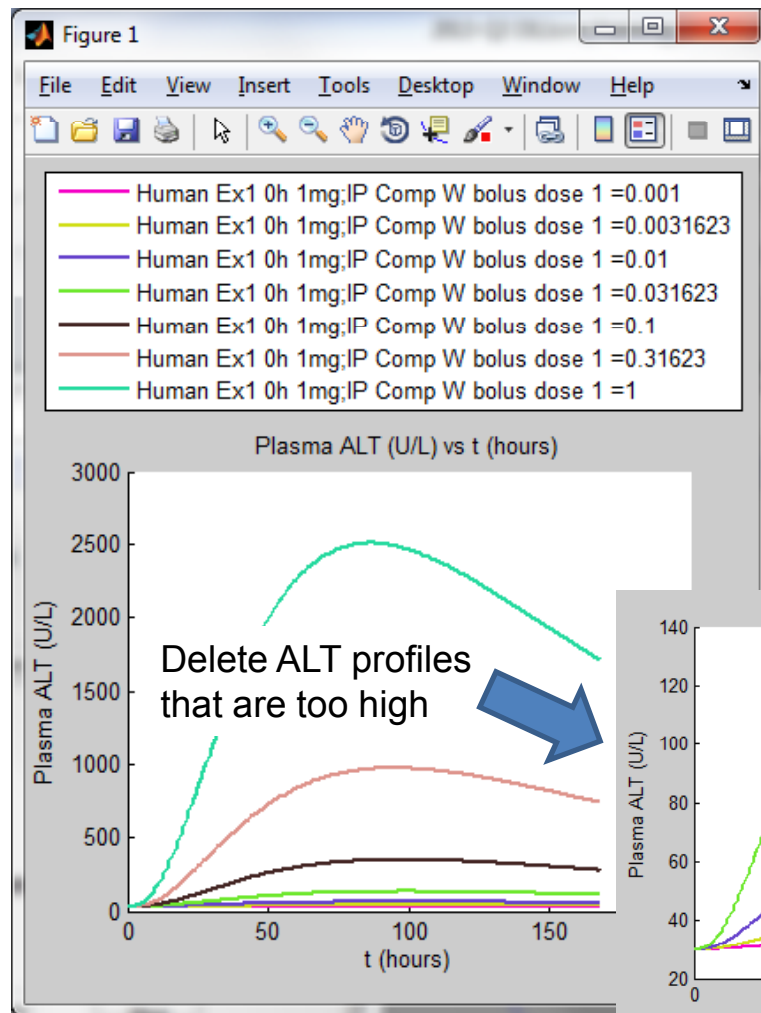 Figure 1
File Edit View Insert Tools Desktop Window Help
Human Ex1 0h 1mg;IP Comp W bolus dose 1 =0.001
Human Ex1 0h 1mg;IP Comp W bolus dose 1 =0.0031623
Human Ex1 0h 1mg;IP Comp W bolus dose 1 =0.01
Human Ex1 0h 1mg;IP Comp W bolus dose 1 =0.031623
Human Ex1 0h 1mg;IP Comp W bolus dose 1 =0.1
Human Ex1 0h 1mg;IP Comp W bolus dose 1 =0.31623
Human Ex1 0h 1mg;IP Comp W bolus dose 1 =1
Plasma ALT (U/L) vs t (hours)
Plasma ALT (U/L)
3000
2500
2000
1500
1000
500
0
0 50 100 150
t (hours)
Delete ALT profiles
that are too high
Plasma ALT (U/L)
140
120
100
80
60
40
20
0